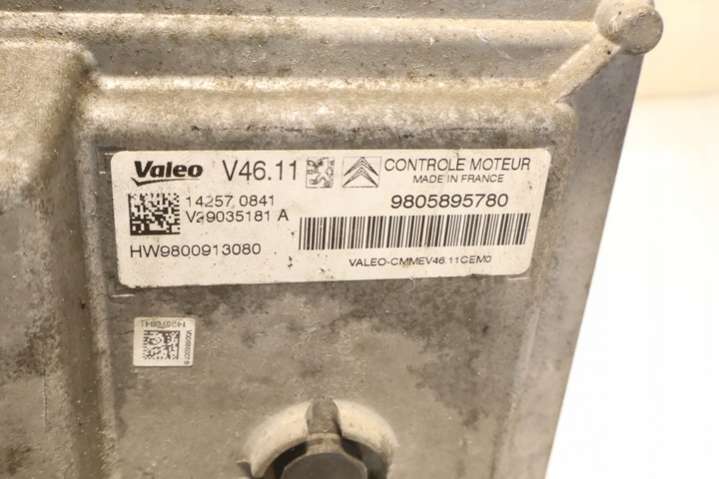 Valeo V46.11 CONTROLE MOTEUR
MADE IN FRANCE
14257 0841
V29035181 A
9805895780
HW9800913080
VALEO-CMMEV46.11CEM0